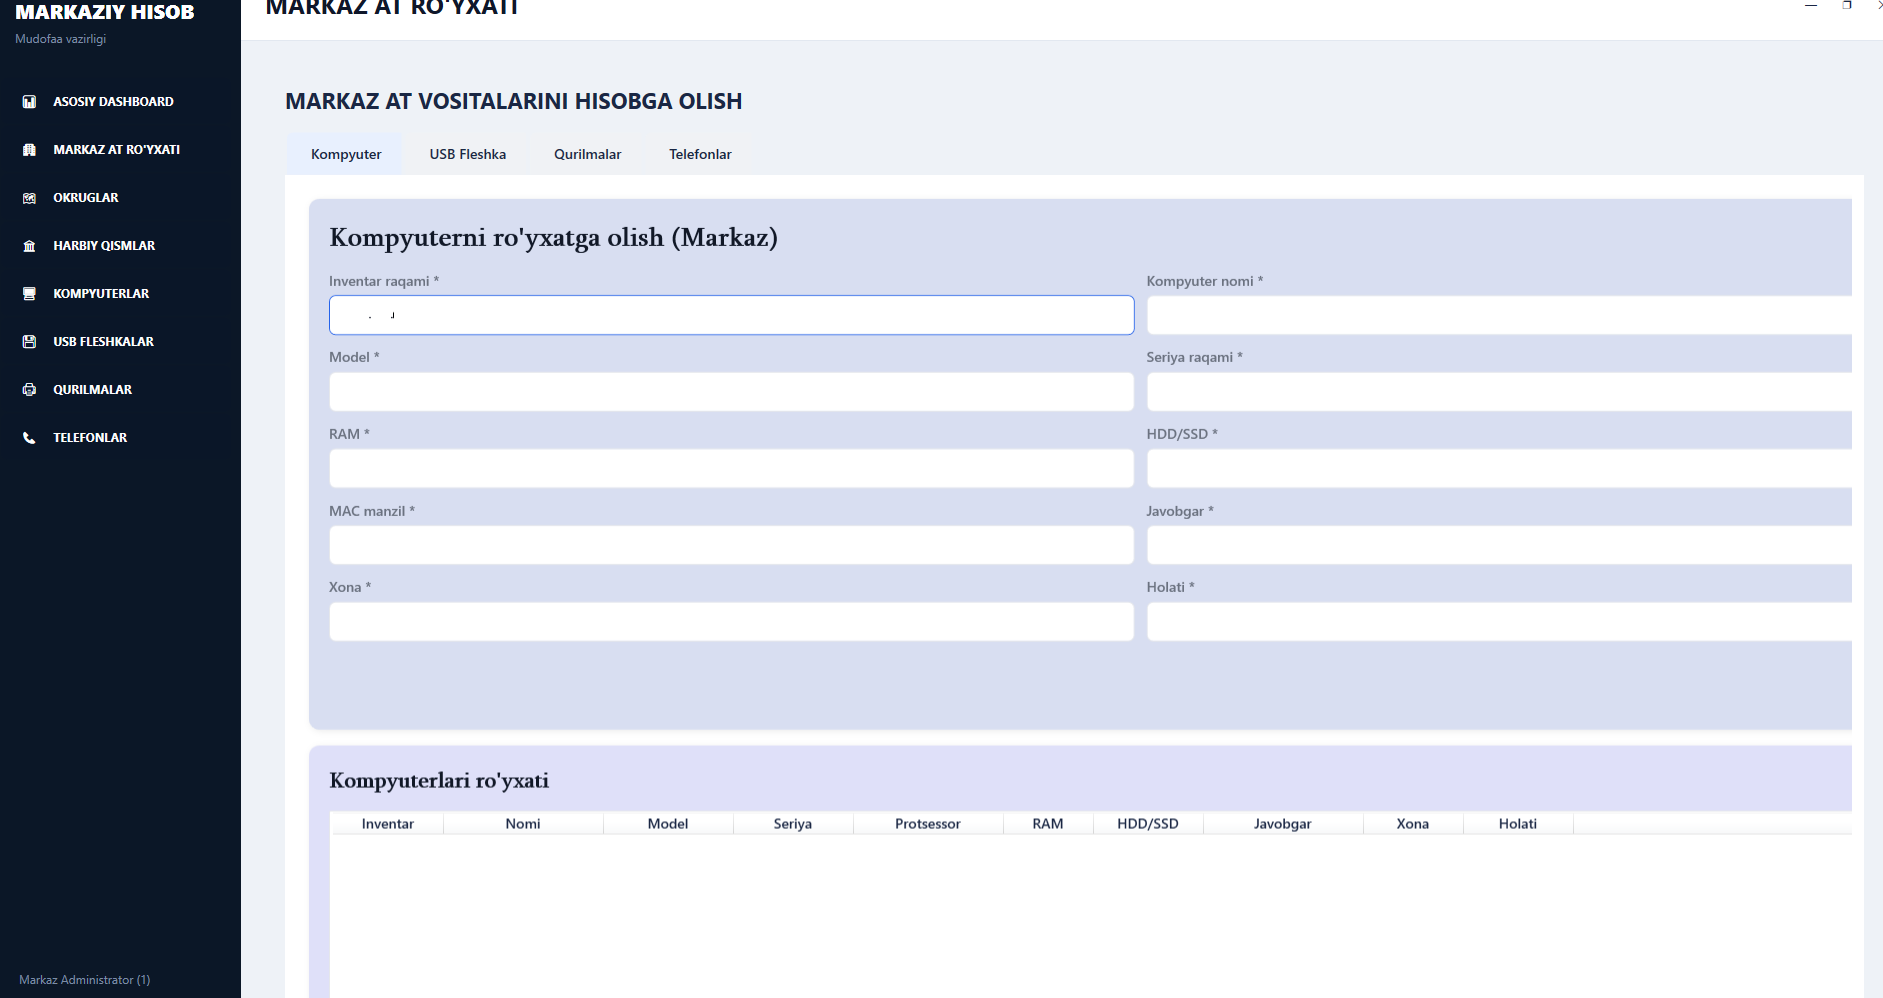 MARKAZIY HISOB
Mudofaa vazirligi
ASOSIY DASHBOARD
MARKAZ AT RO'YXATI
OKRUGLAR
HARBIY QISMLAR
KOMPYUTERLAR
USB FLESHKALAR
QURILMALAR
TELEFONLAR
Markaz Administrator (1)
MARKAZ AT RO'YXATI
MARKAZ AT VOSITALARINI HISOBGA OLISH
Kompyuter USB Fleshka Qurilmalar Telefonlar
Kompyuterni ro'yxatga olish (Markaz)
Inventar raqami * Kompyuter nomi *
Model * Seriya raqami *
RAM * HDD/SSD *
MAC manzil * Javobgar *
Xona * Holati *
Kompyuterlari ro'yxati
Inventar Nomi Model Seriya Protsessor RAM HDD/SSD Javobgar Xona Holati